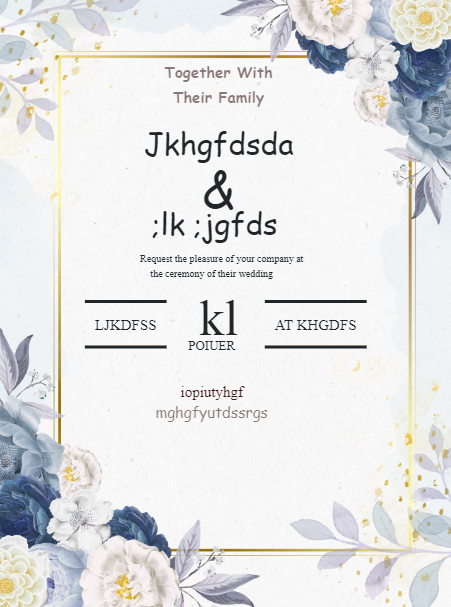 Together With
Their Family
Jkhgfdsda
&
;lk ;jgfds
Request the pleasure of your company at
the ceremony of their wedding
LJKDFSS kl AT KHGDFS
POIUER
iopiutyhgf
mghgfyutdssrgs